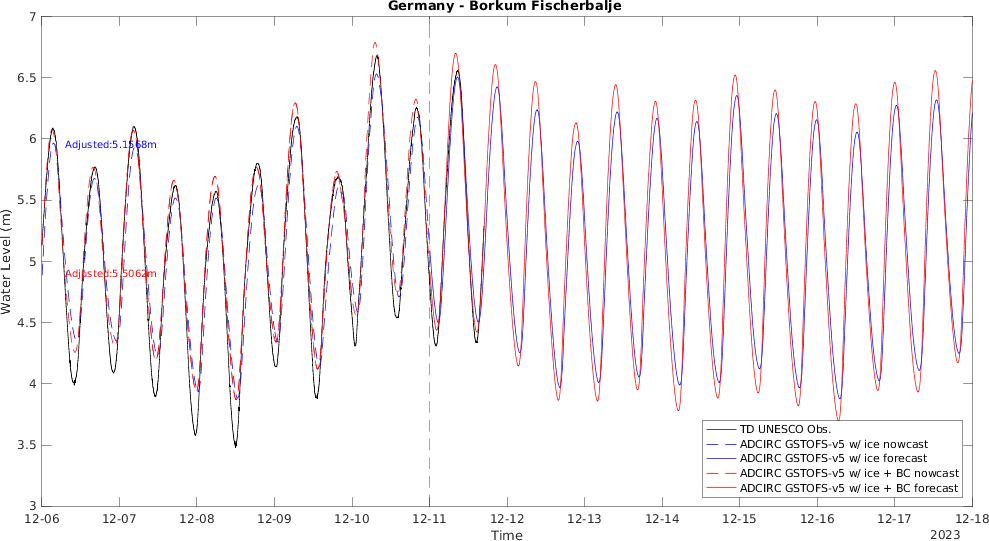 Germany - Borkum Fischerbalje
7
6.5
6
5.5
5
4.5
4
3.5
3
Water Level (m)
Adjusted:5.1568m
Adjusted:5.5062m
TD UNESCO Obs.
ADCIRC GSTOFS-v5 w/ ice nowcast
ADCIRC GSTOFS-v5 w/ ice forecast
ADCIRC GSTOFS-v5 w/ ice + BC nowcast
ADCIRC GSTOFS-v5 w/ ice + BC forecast
12-06 12-07 12-08 12-09 12-10 12-11 12-12 12-13 12-14 12-15 12-16 12-17 12-18
Time
2023